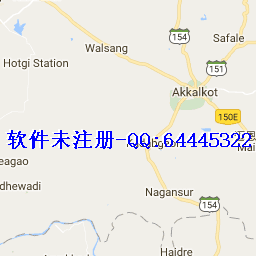 154
Safale
Walsang
Hotgi Station
151
Akkalkot
150E
软件未注册-QQ:64445322
eagao
dhewadi
Nagansur
154
Haidre